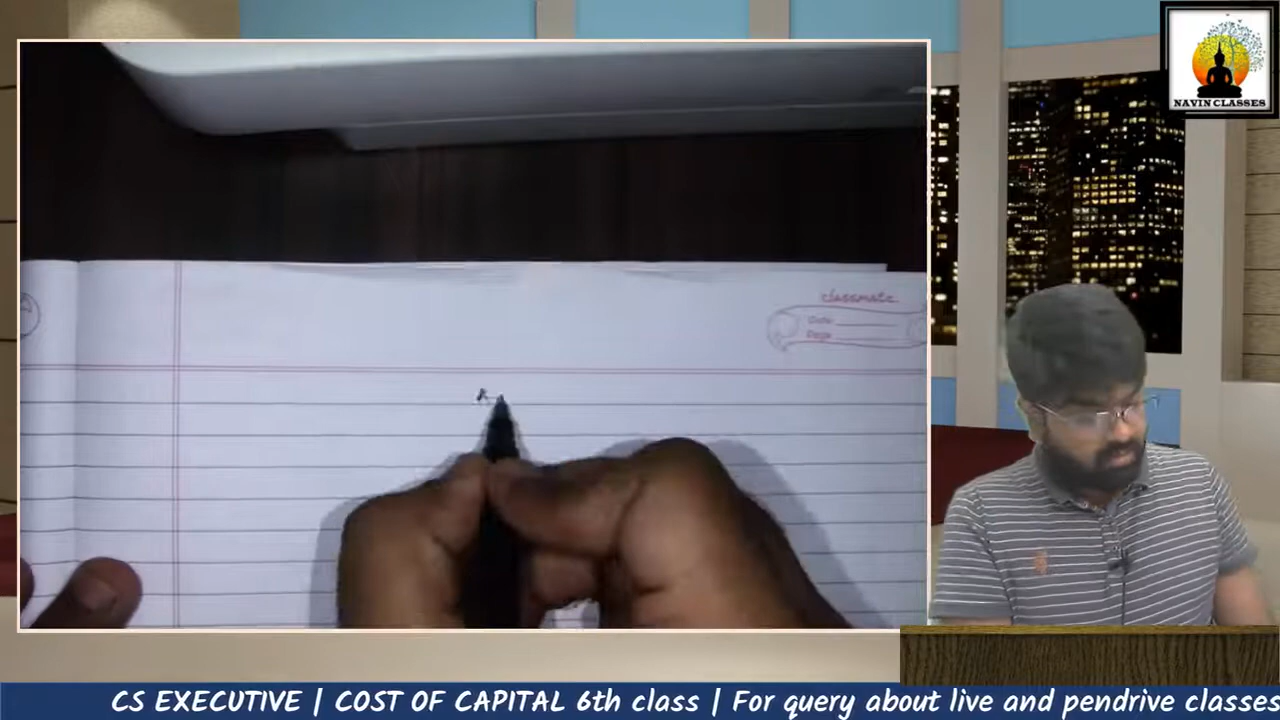 NAVIN CLASSES
classmate
Date
Page
CS EXECUTIVE | COST OF CAPITAL 6th class | For query about live and pendrive classes